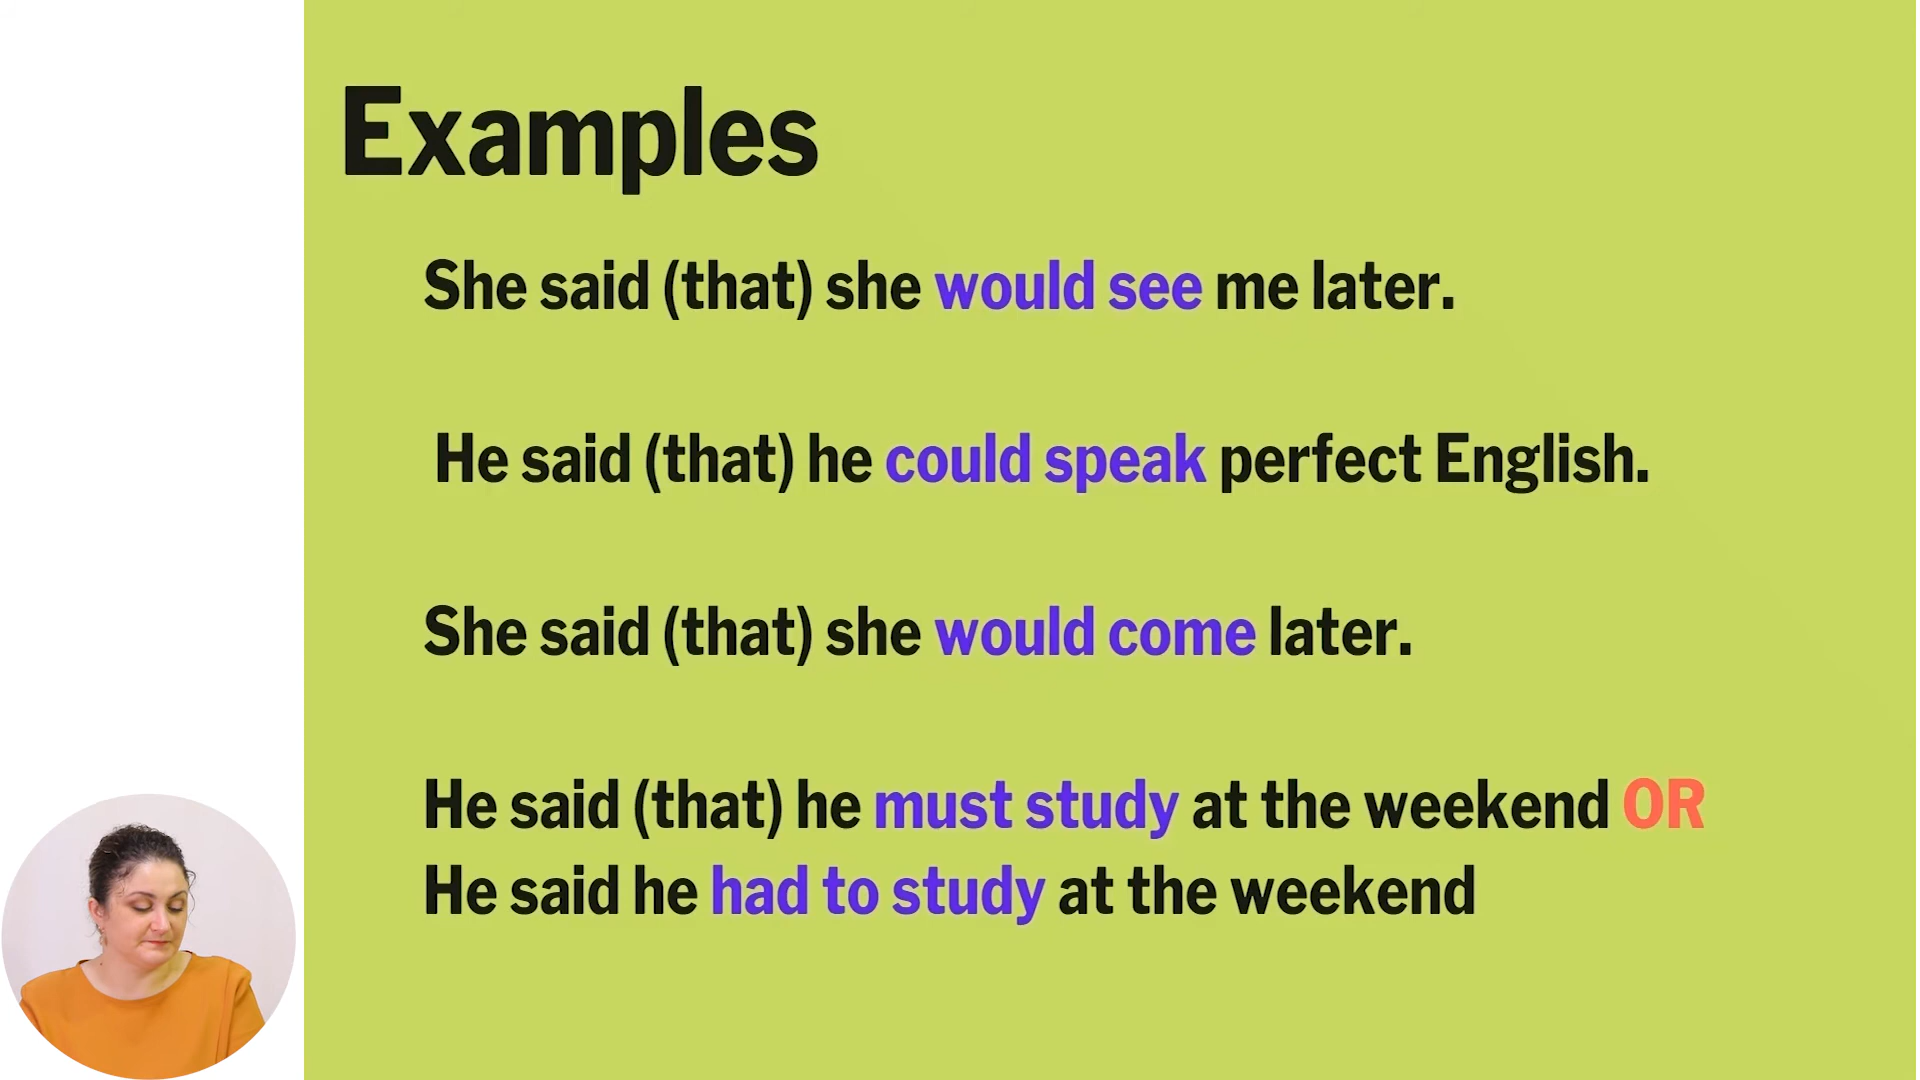 Examples
She said (that) she would see me later.
He said (that) he could speak perfect English.
She said (that) she would come later.
He said (that) he must study at the weekend OR
He said he had to study at the weekend